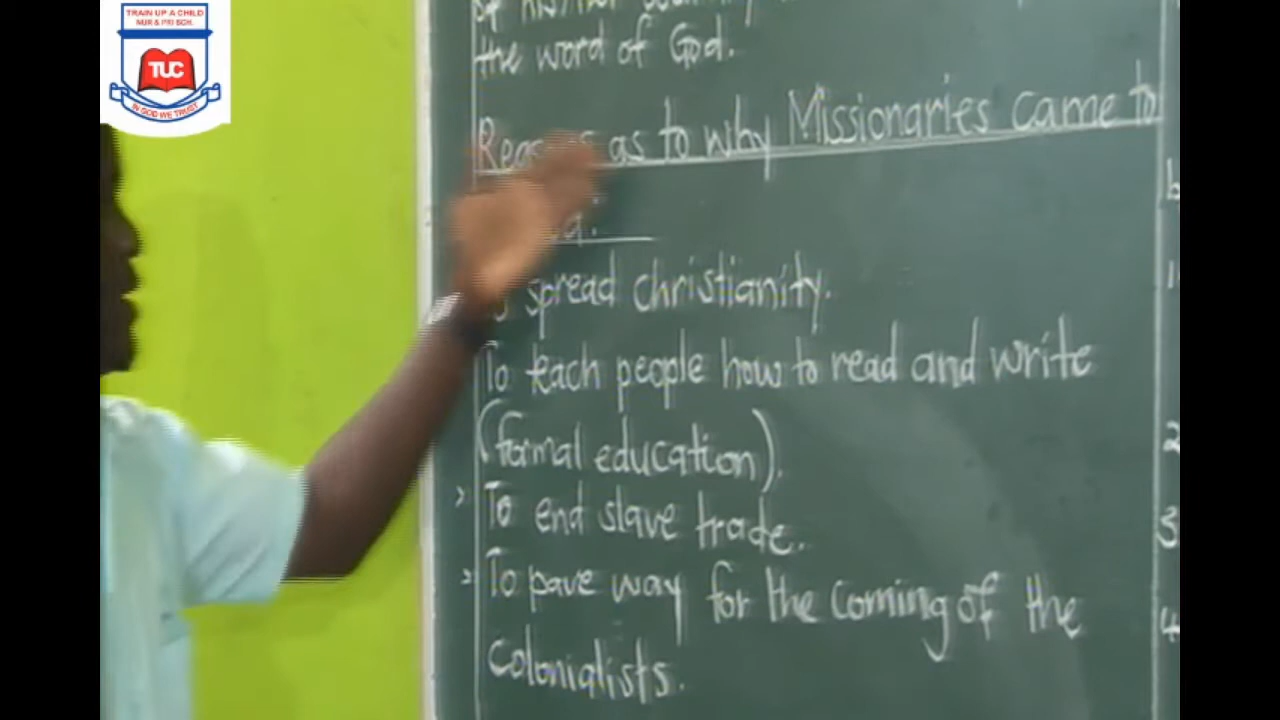 TRAIN UP A CHILD
NUR & PRI SCH.
TUC
IN GOD WE TRUST
the word of God.
as to why Missionaries came to
spread christianity.
To teach people how to read and write
(formal education).
To end slave trade.
To pave way for the coming of the
colonialists.